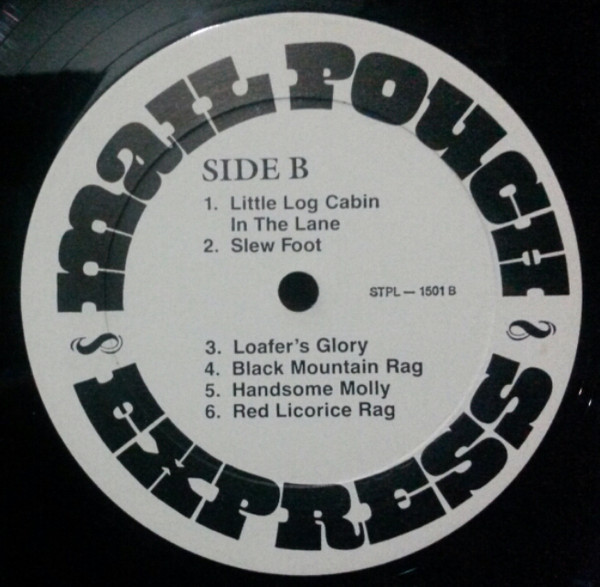 MAIL POUCH
SIDE B
1. Little Log Cabin
In The Lane
2. Slew Foot
STPL — 1501 B
3. Loafer's Glory
4. Black Mountain Rag
5. Handsome Molly
6. Red Licorice Rag
EXPRESS